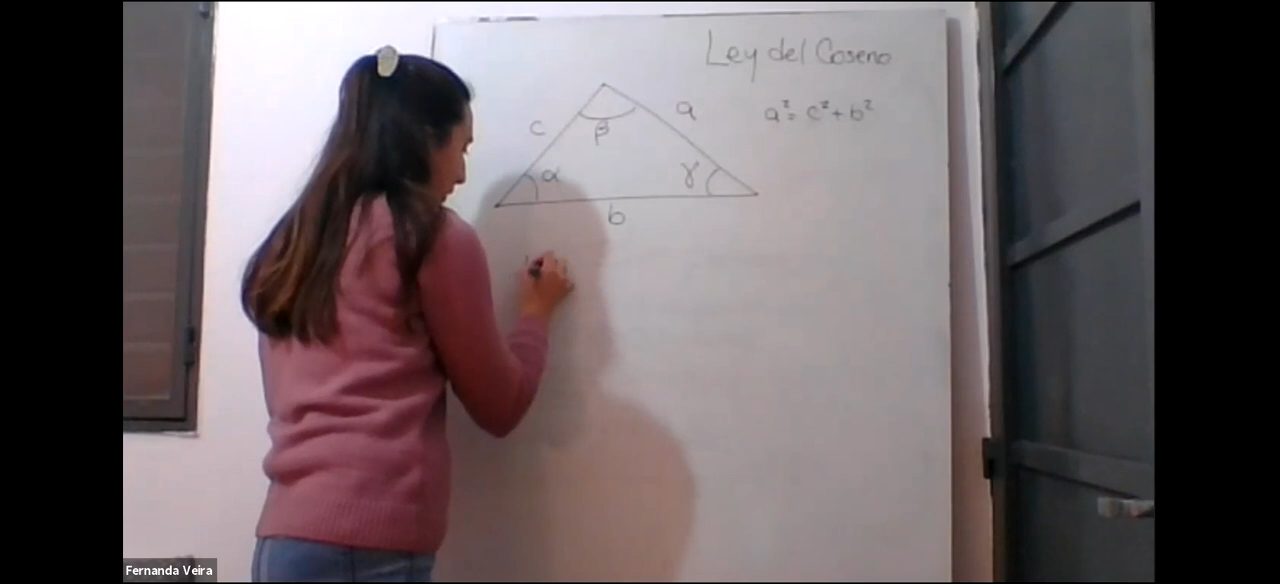 Ley del Coseno
a² = c² + b²
c
a
β
α
γ
b
Fernanda Veira